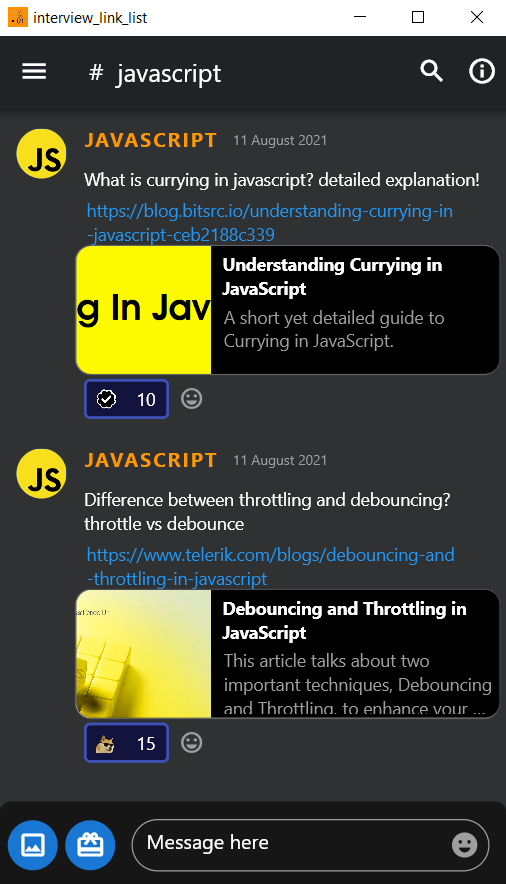 interview_link_list
# javascript
JS
JAVASCRIPT 11 August 2021
What is currying in javascript? detailed explanation!
https://blog.bitsrc.io/understanding-currying-in
-javascript-ceb2188c339
g In Jav
Understanding Currying in
JavaScript
A short yet detailed guide to
Currying in JavaScript.
10
JS
JAVASCRIPT 11 August 2021
Difference between throttling and debouncing?
throttle vs debounce
https://www.telerik.com/blogs/debouncing-and
-throttling-in-javascript
Debouncing and Throttling in
JavaScript
This article talks about two
important techniques, Debouncing
and Throttling, to enhance your ...
15
Message here